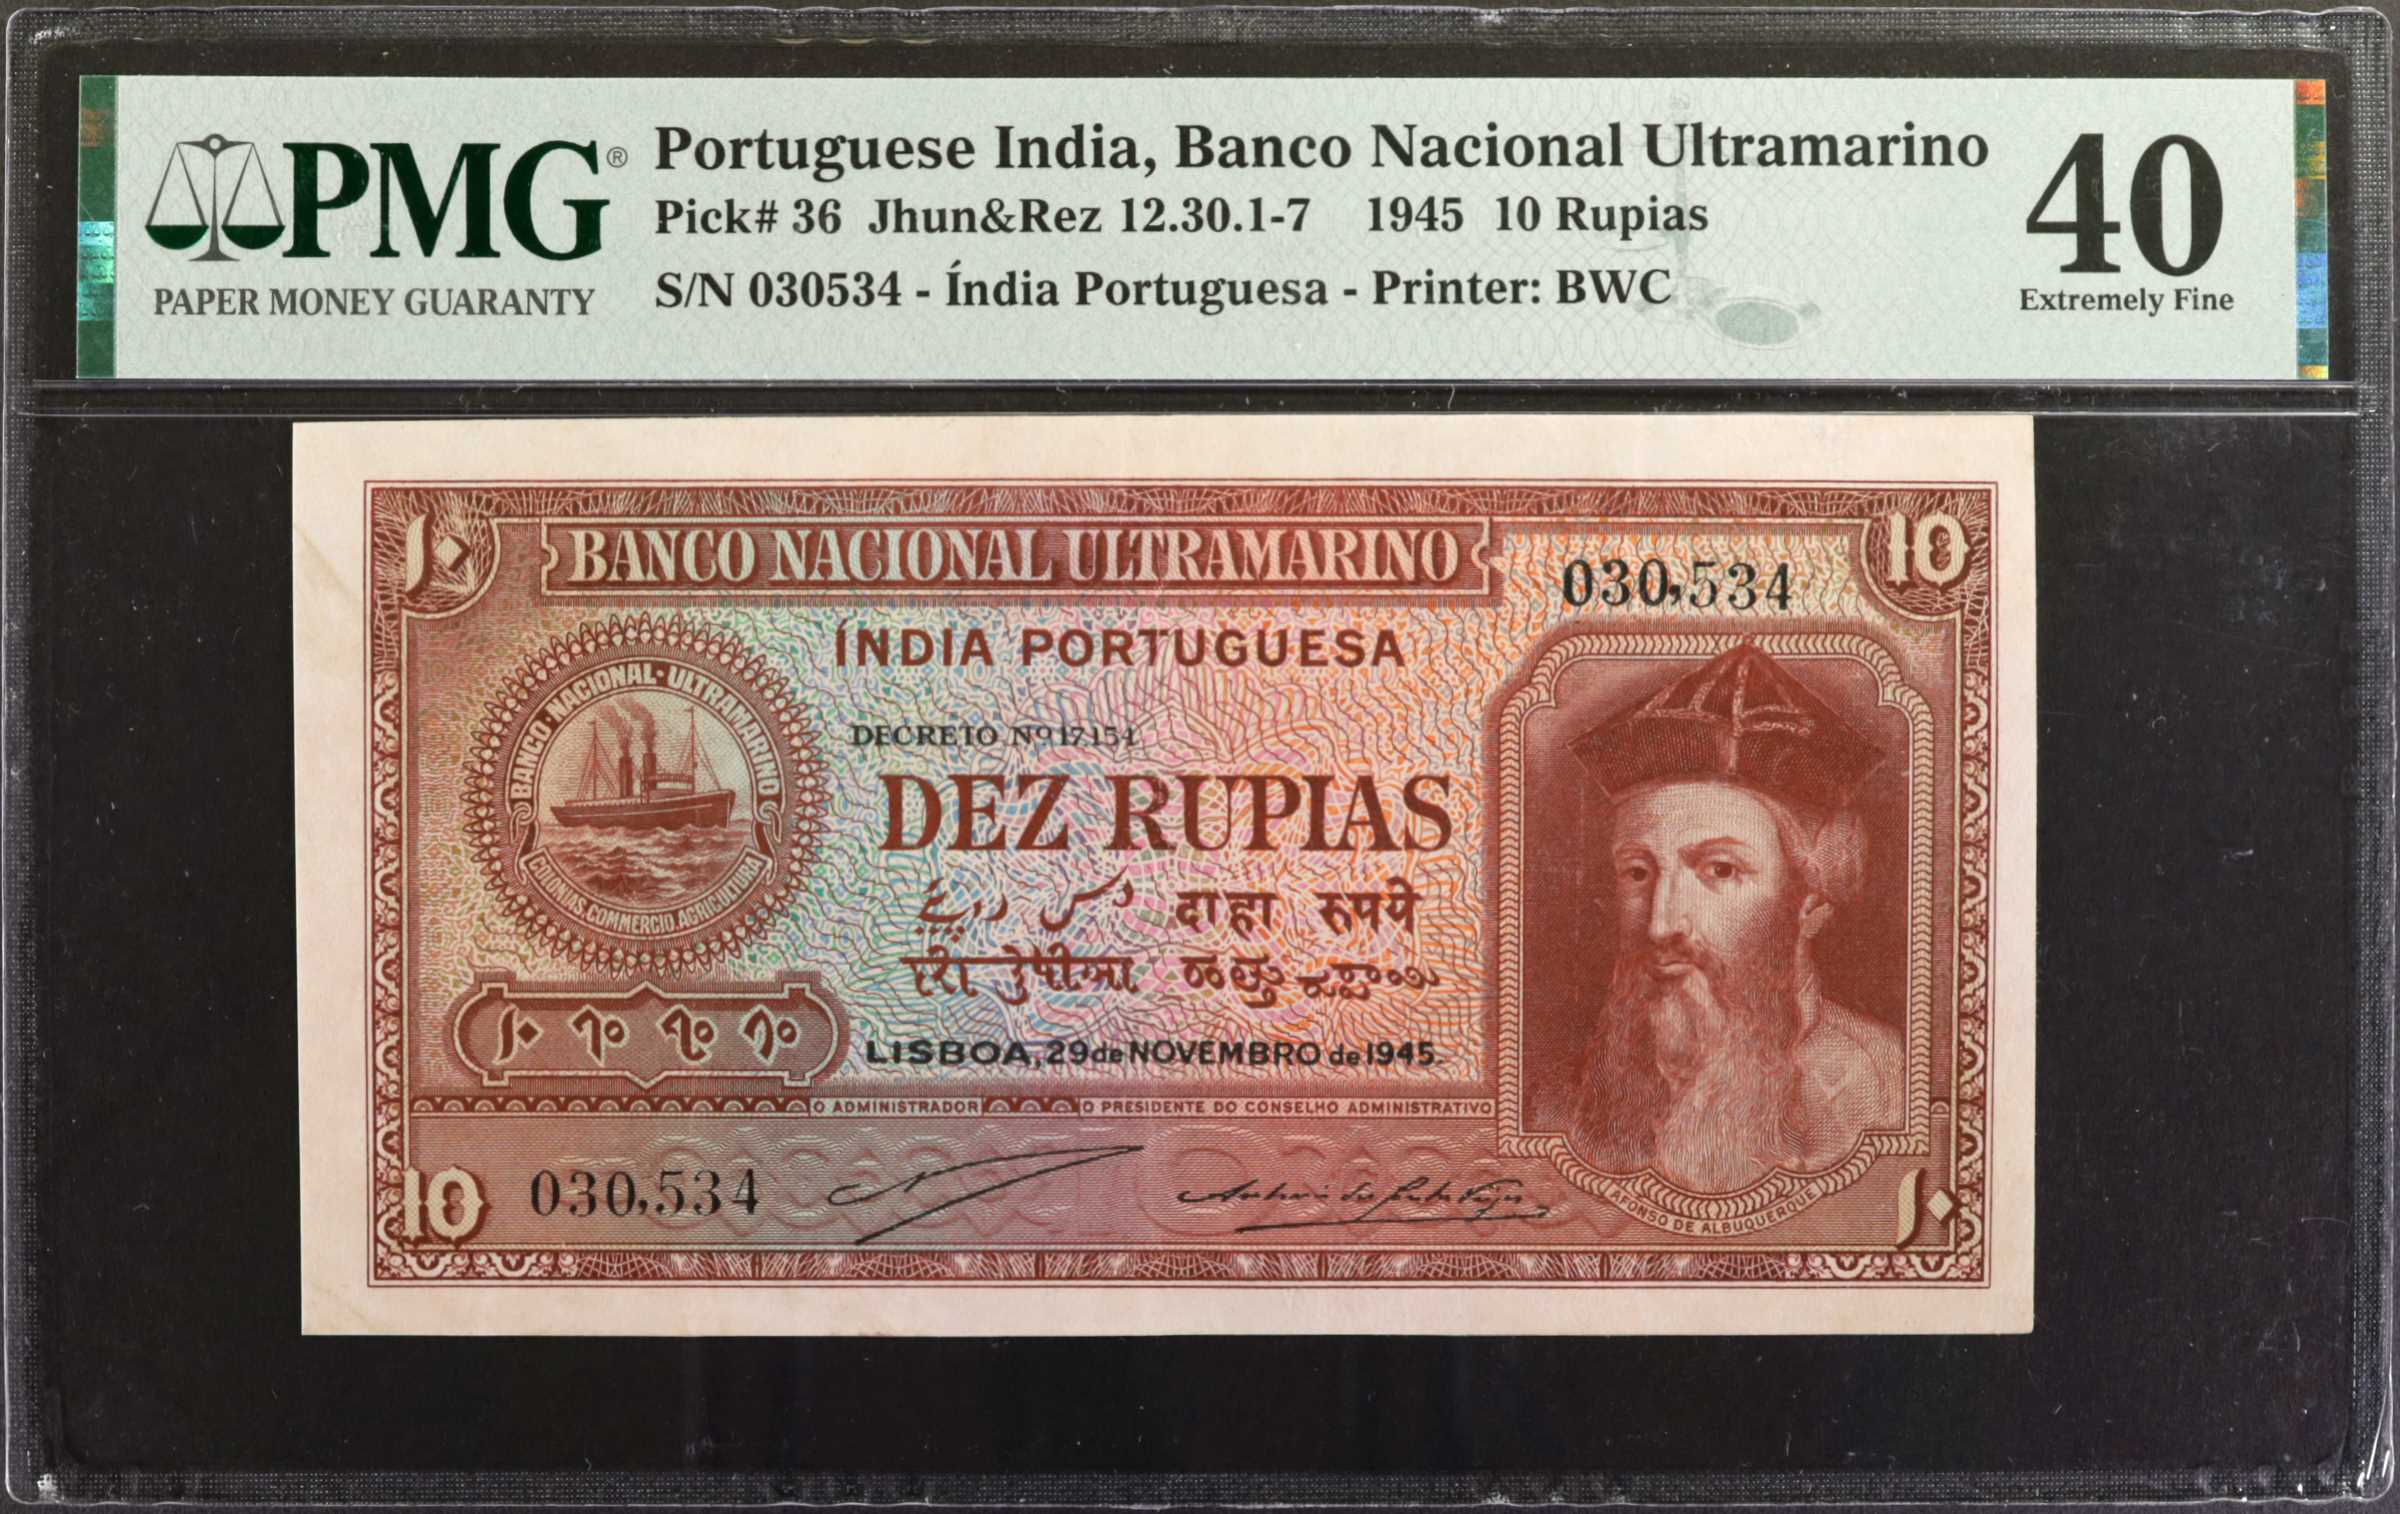 PMG®
PAPER MONEY GUARANTY
Portuguese India, Banco Nacional Ultramarino
Pick# 36 Jhun&Rez 12.30.1-7 1945 10 Rupias
S/N 030534 - Índia Portuguesa - Printer: BWC
40
Extremely Fine
۱۰
BANCO NACIONAL ULTRAMARINO
10
030,534
ÍNDIA PORTUGUESA
BANCO·NACIONAL·ULTRAMARINO
COLONIAS, COMMERCIO, AGRICULTURA
DECRETO Nº 17.154
DEZ RUPIAS
दाहा रुपये
LISBOA, 29 de NOVEMBRO de 1945.
O ADMINISTRADOR
O PRESIDENTE DO CONSELHO ADMINISTRATIVO
10
030,534
AFONSO DE ALBUQUERQUE
۱۰